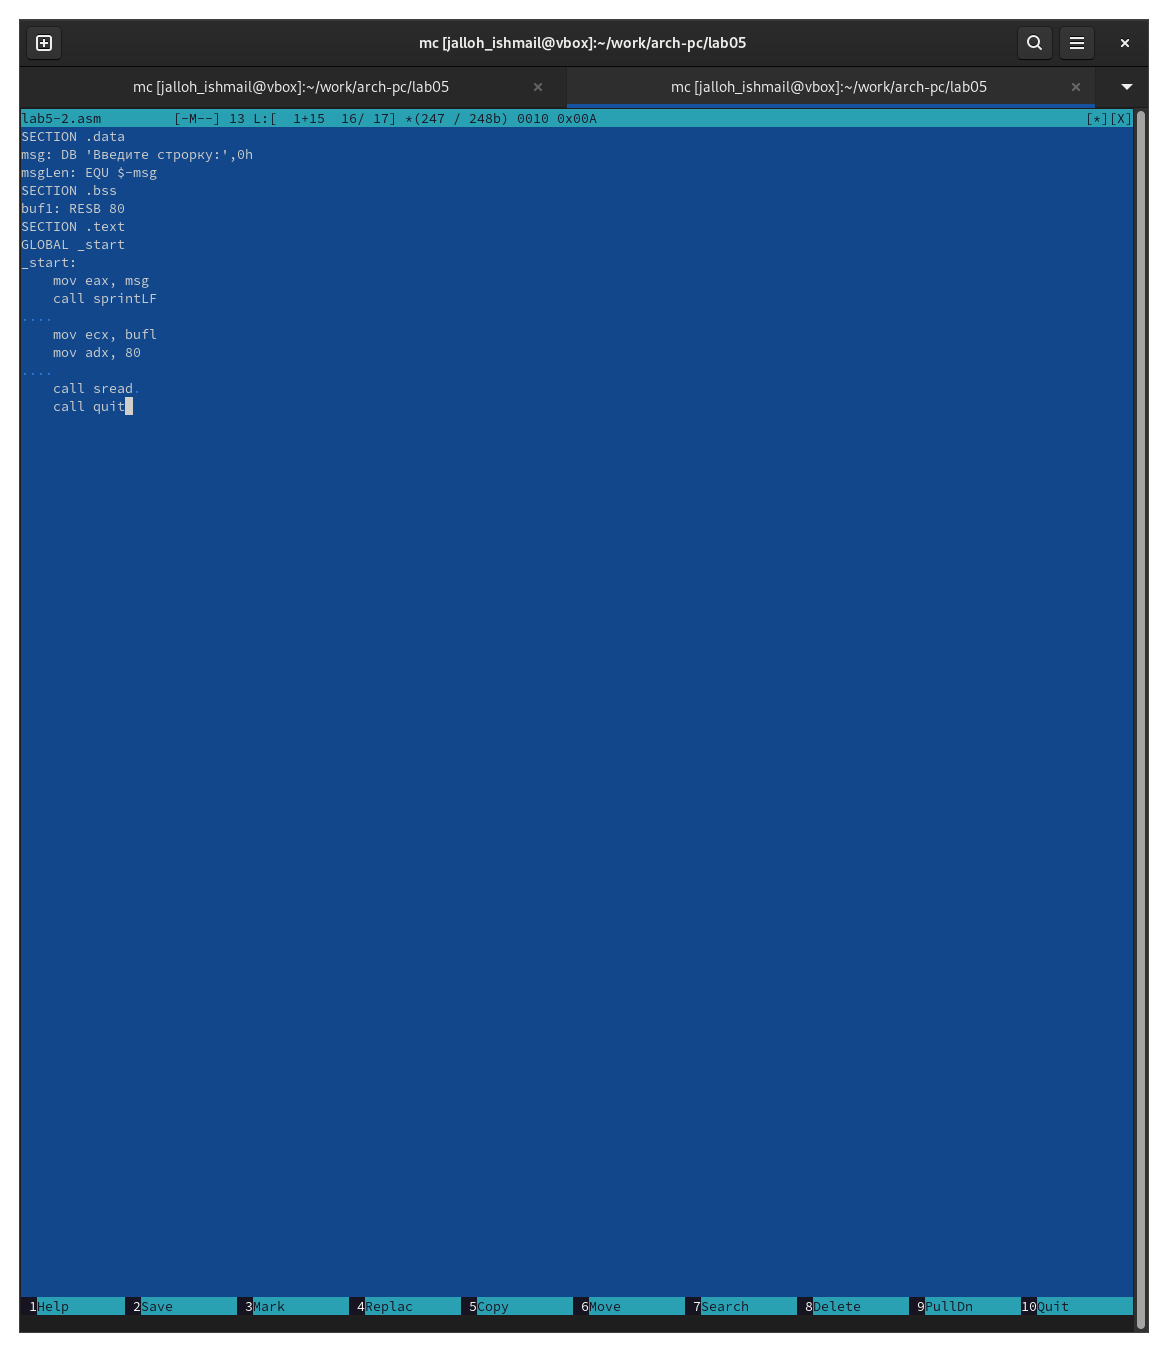 mc [jalloh_ishmail@vbox]:~/work/arch-pc/lab05
mc [jalloh_ishmail@vbox]:~/work/arch-pc/lab05 × mc [jalloh_ishmail@vbox]:~/work/arch-pc/lab05 ×
lab5-2.asm [-M--] 13 L:[ 1+15 16/ 17] *(247 / 248b) 0010 0x00A [*][X]
SECTION .data
msg: DB 'Введите строрку:',0h
msgLen: EQU $-msg
SECTION .bss
buf1: RESB 80
SECTION .text
GLOBAL _start
_start:
    mov eax, msg
    call sprintLF
....
    mov ecx, bufl
    mov adx, 80
....
    call sread.
    call quit
1Help 2Save 3Mark 4Replac 5Copy 6Move 7Search 8Delete 9PullDn 10Quit